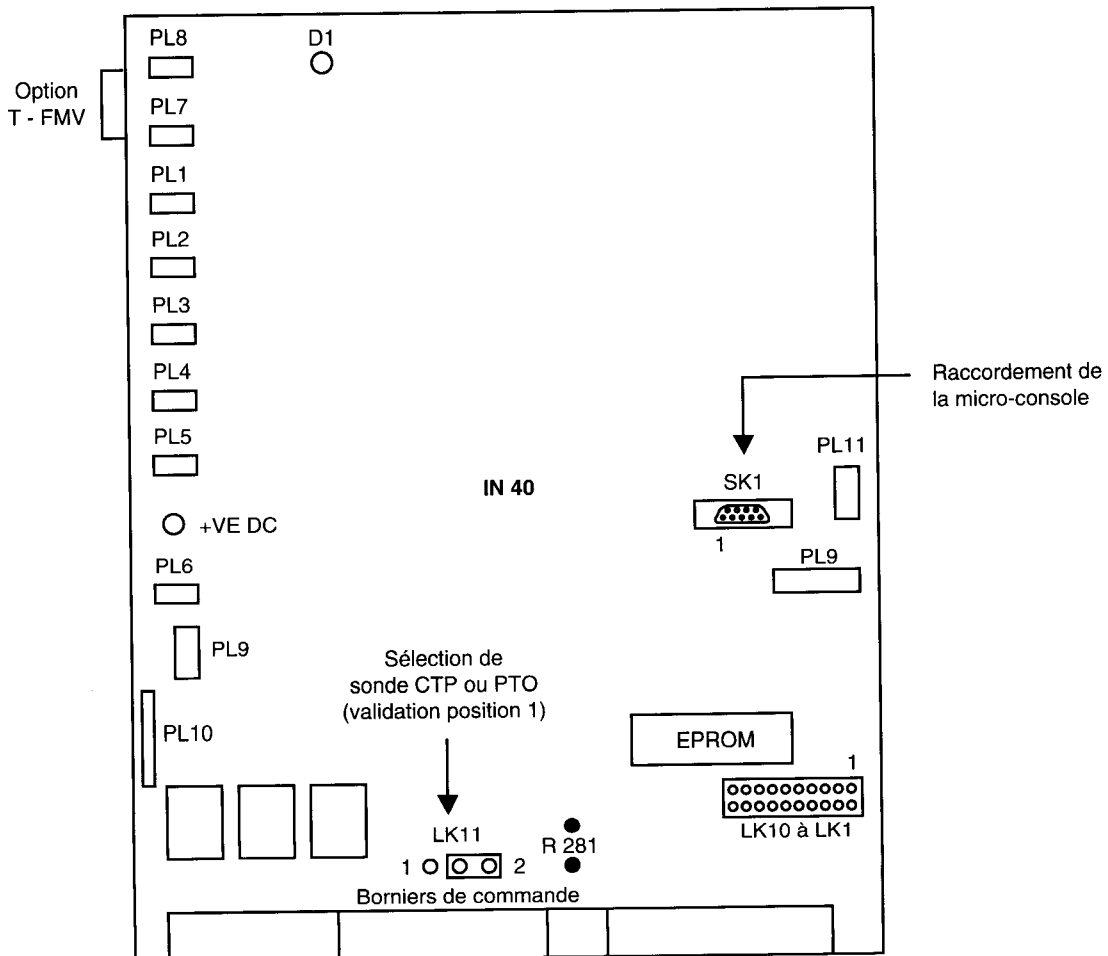 PL8
D1
Option
T - FMV
PL7
PL1
PL2
PL3
PL4
PL5
Raccordement de
la micro-console
PL11
SK1
IN 40
1
+VE DC
PL9
PL6
PL9
Sélection de
sonde CTP ou PTO
(validation position 1)
PL10
EPROM
1
LK10 à LK1
LK11
R 281
1
2
Borniers de commande